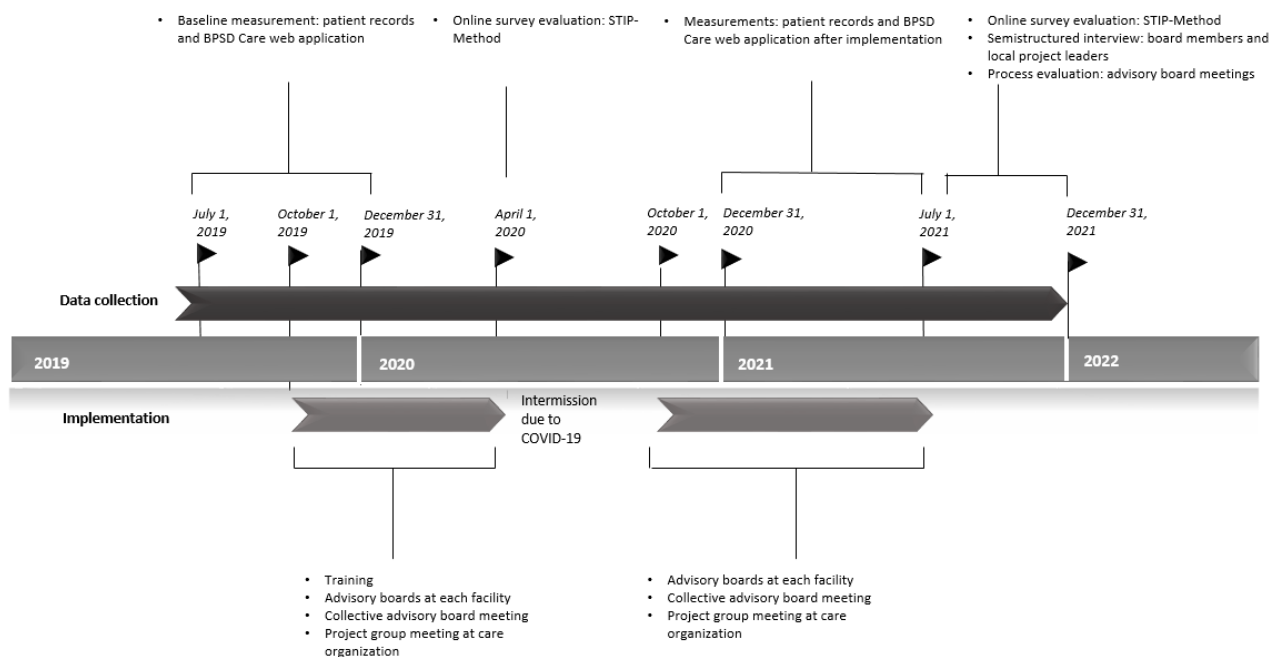 • Baseline measurement: patient records
and BPSD Care web application
• Online survey evaluation: STIP-
Method
• Measurements: patient records and BPSD
Care web application after implementation
• Online survey evaluation: STIP-Method
• Semistructured interview: board members and
local project leaders
• Process evaluation: advisory board meetings
July 1,
2019
October 1,
2019
December 31,
2019
April 1,
2020
October 1,
2020
December 31,
2020
July 1,
2021
December 31,
2021
Data collection
2019
2020
2021
2022
Implementation
Intermission
due to
COVID-19
• Training
• Advisory boards at each facility
• Collective advisory board meeting
• Project group meeting at care
organization
• Advisory boards at each facility
• Collective advisory board meeting
• Project group meeting at care
organization